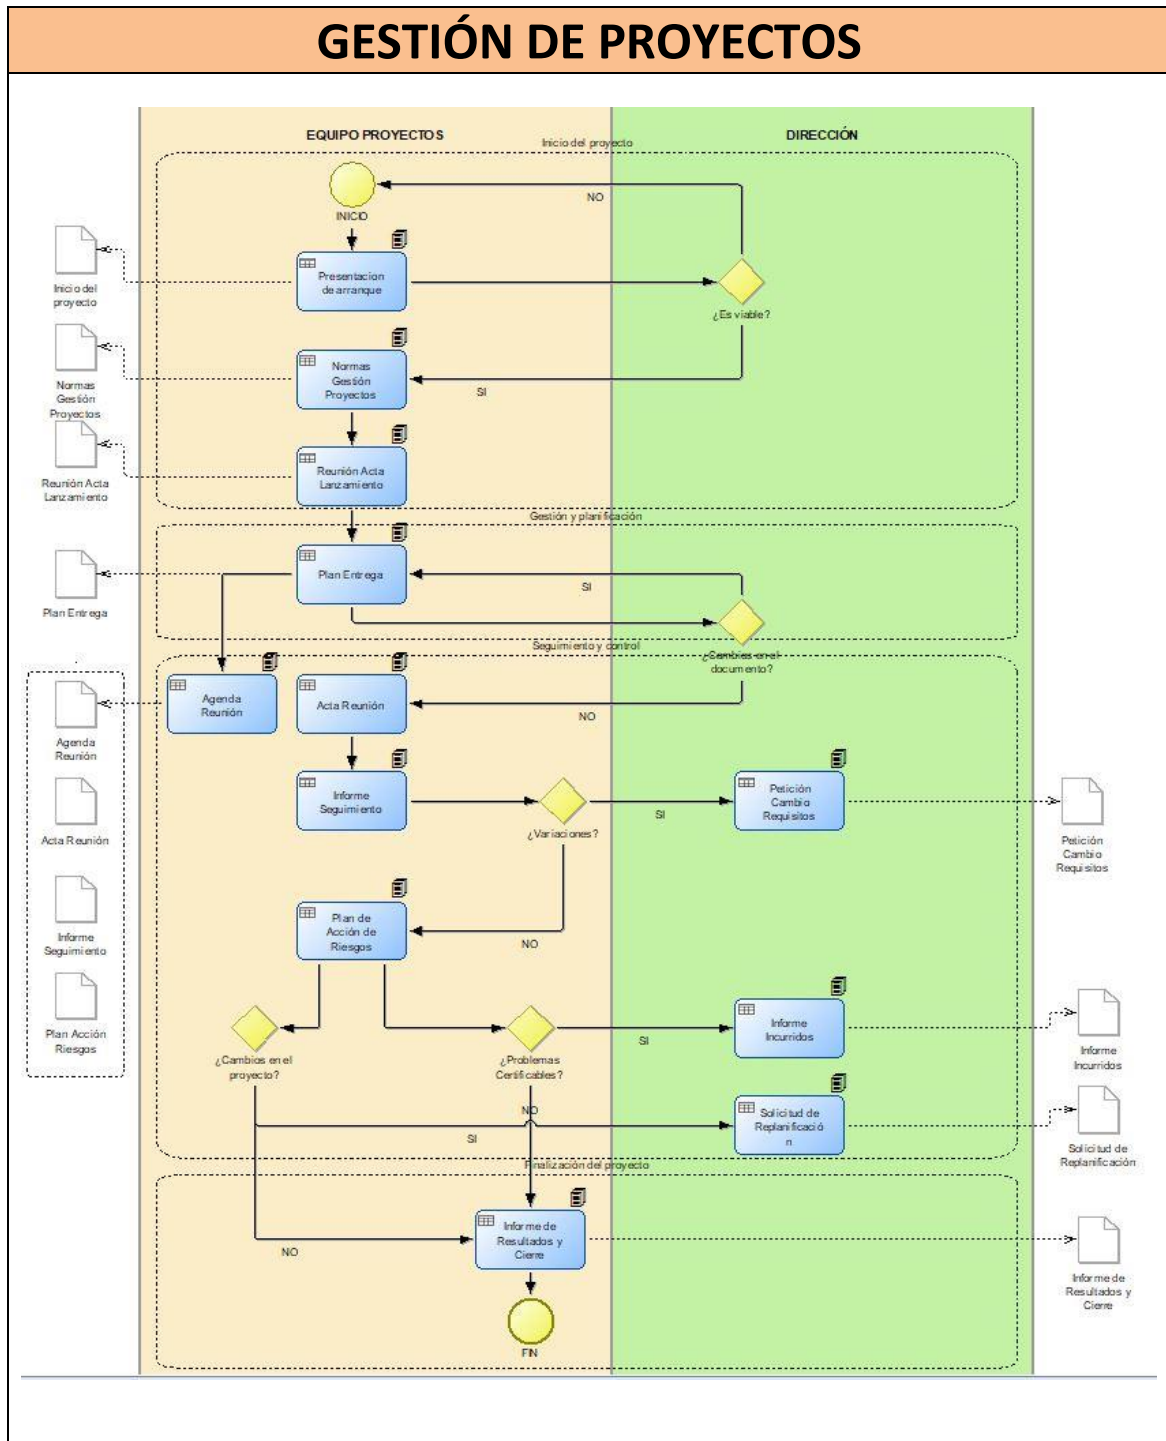 GESTIÓN DE PROYECTOS
EQUIPO PROYECTOS
DIRECCIÓN
Inicio del proyecto
NO
INICIO
Presentacion
de arranque
Inicio del
proyecto
¿Es viable?
Normas
Gestión
Proyectos
SI
Normas
Gestión
Proyectos
Reunión Acta
Lanzamiento
Reunión Acta
Lanzamiento
Gestión y planificación
Plan Entrega
SI
Plan Entrega
Seguimiento y control
¿Cambios en el
documento?
Agenda
Reunión
Acta Reunión
NO
Agenda
Reunión
Informe
Seguimiento
¿Variaciones?
SI
Petición
Cambio
Requisitos
Acta Reunión
Petición
Cambio
Requisitos
Plan de
Acción de
Riesgos
NO
Informe
Seguimiento
Plan Acción
Riesgos
¿Cambios en el
proyecto?
¿Problemas
Certificables?
SI
Informe
Incurridos
Informe
Incurridos
NO
SI
Solicitud de
Replanificació
n
Solicitud de
Replanificación
Finalización del proyecto
NO
Informe de
Resultados y
Cierre
Informe de
Resultados y
Cierre
FIN